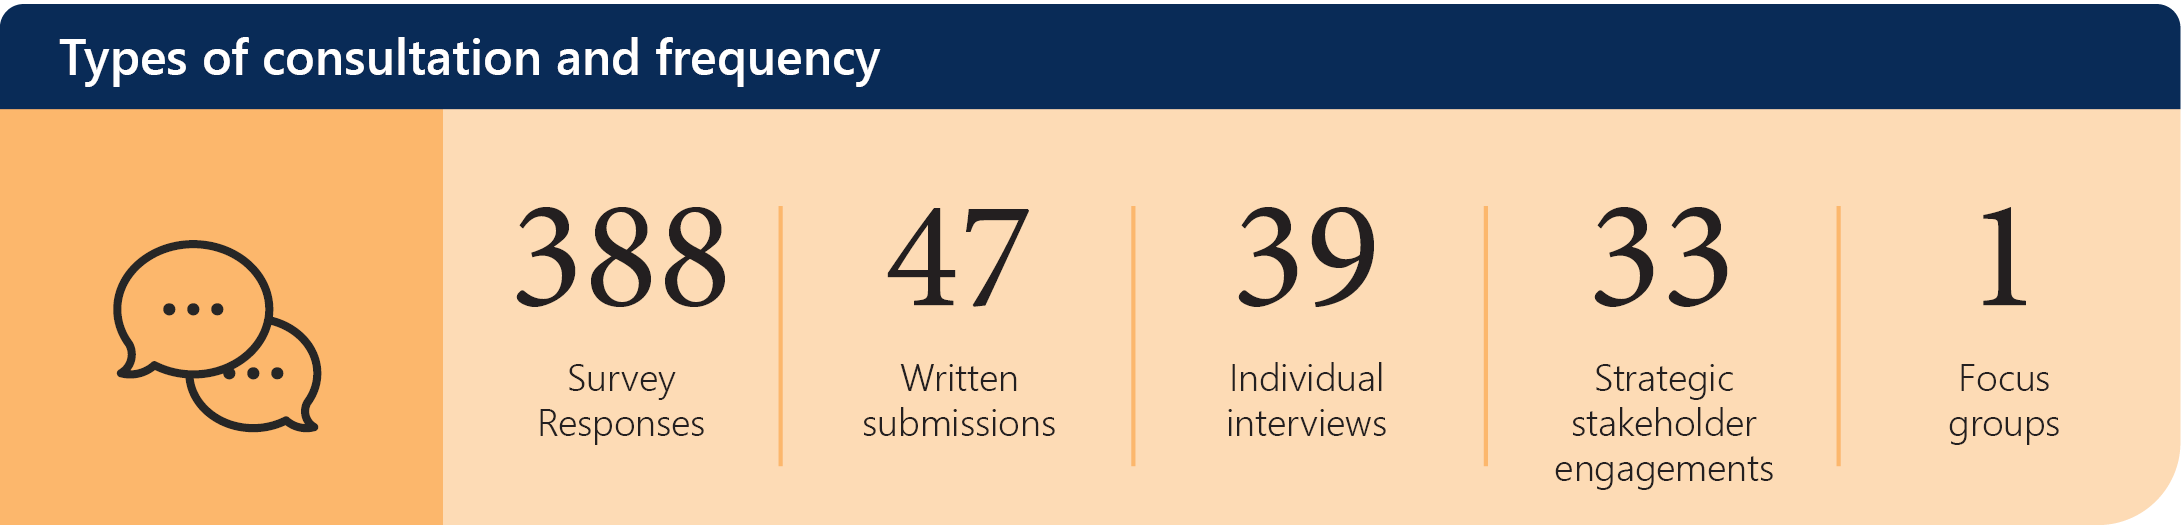 Types of consultation and frequency
388
Survey
Responses
47
Written
submissions
39
Individual
interviews
33
Strategic
stakeholder
engagements
1
Focus
groups